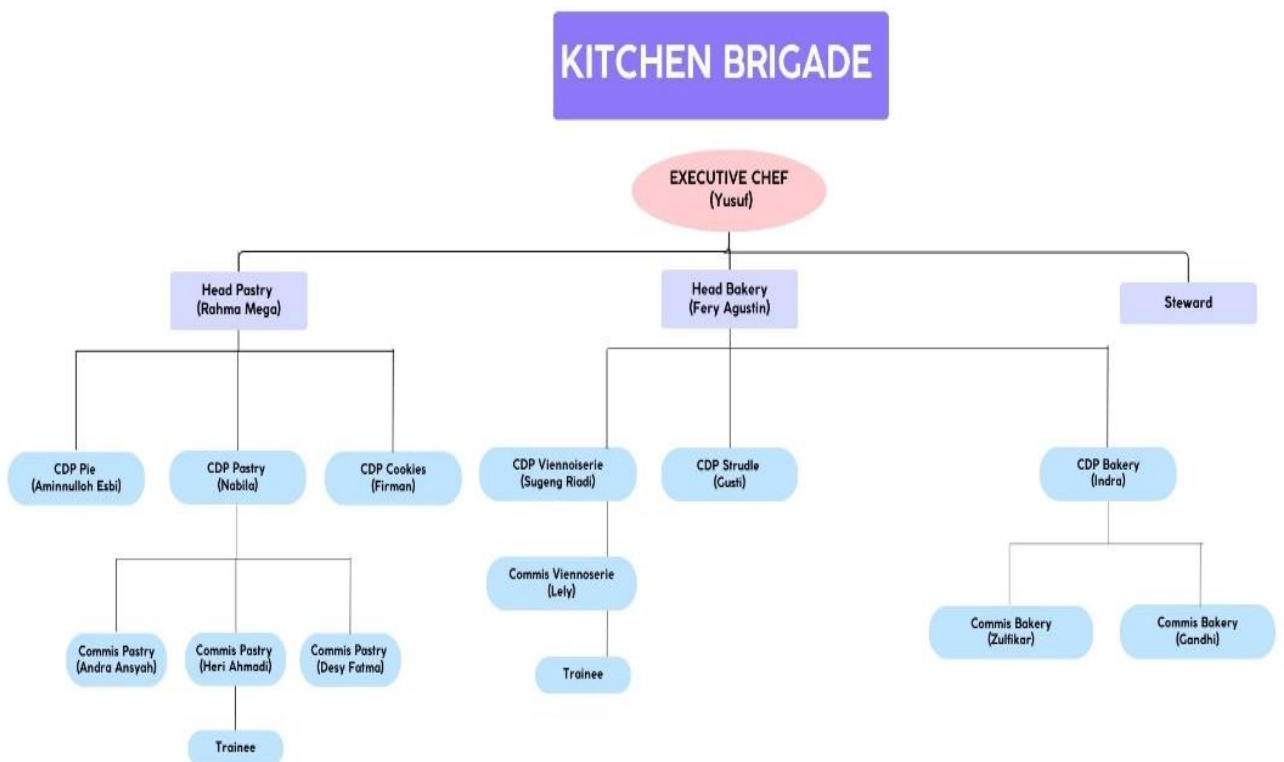 KITCHEN BRIGADE
EXECUTIVE CHEF
(Yusuf)
Head Pastry
(Rahma Mega)
Head Bakery
(Fery Agustin)
Steward
CDP Pie
(Aminnulloh Esbi)
CDP Pastry
(Nabila)
CDP Cookies
(Firman)
CDP Viennoiserie
(Sugeng Riadi)
CDP Strudle
(Gusti)
CDP Bakery
(Indra)
Commis Viennoserie
(Lely)
Commis Pastry
(Andra Ansyah)
Commis Pastry
(Heri Ahmadi)
Commis Pastry
(Desy Fatma)
Trainee
Commis Bakery
(Zulfikar)
Commis Bakery
(Gandhi)
Trainee